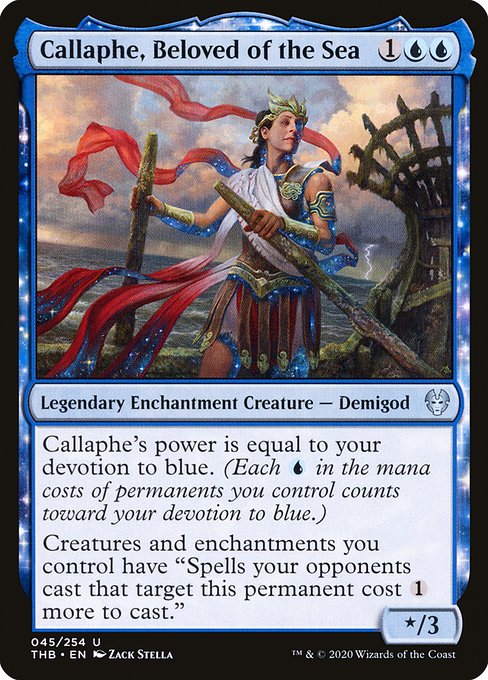 Callaphe, Beloved of the Sea 1
Legendary Enchantment Creature — Demigod
Callaphe's power is equal to your
devotion to blue. (Each in the mana
costs of permanents you control counts
toward your devotion to blue.)
Creatures and enchantments you
control have “Spells your opponents
cast that target this permanent cost 1
more to cast.”
★/3
045/254 U
THB • EN Zack Stella
™ & © 2020 Wizards of the Coast